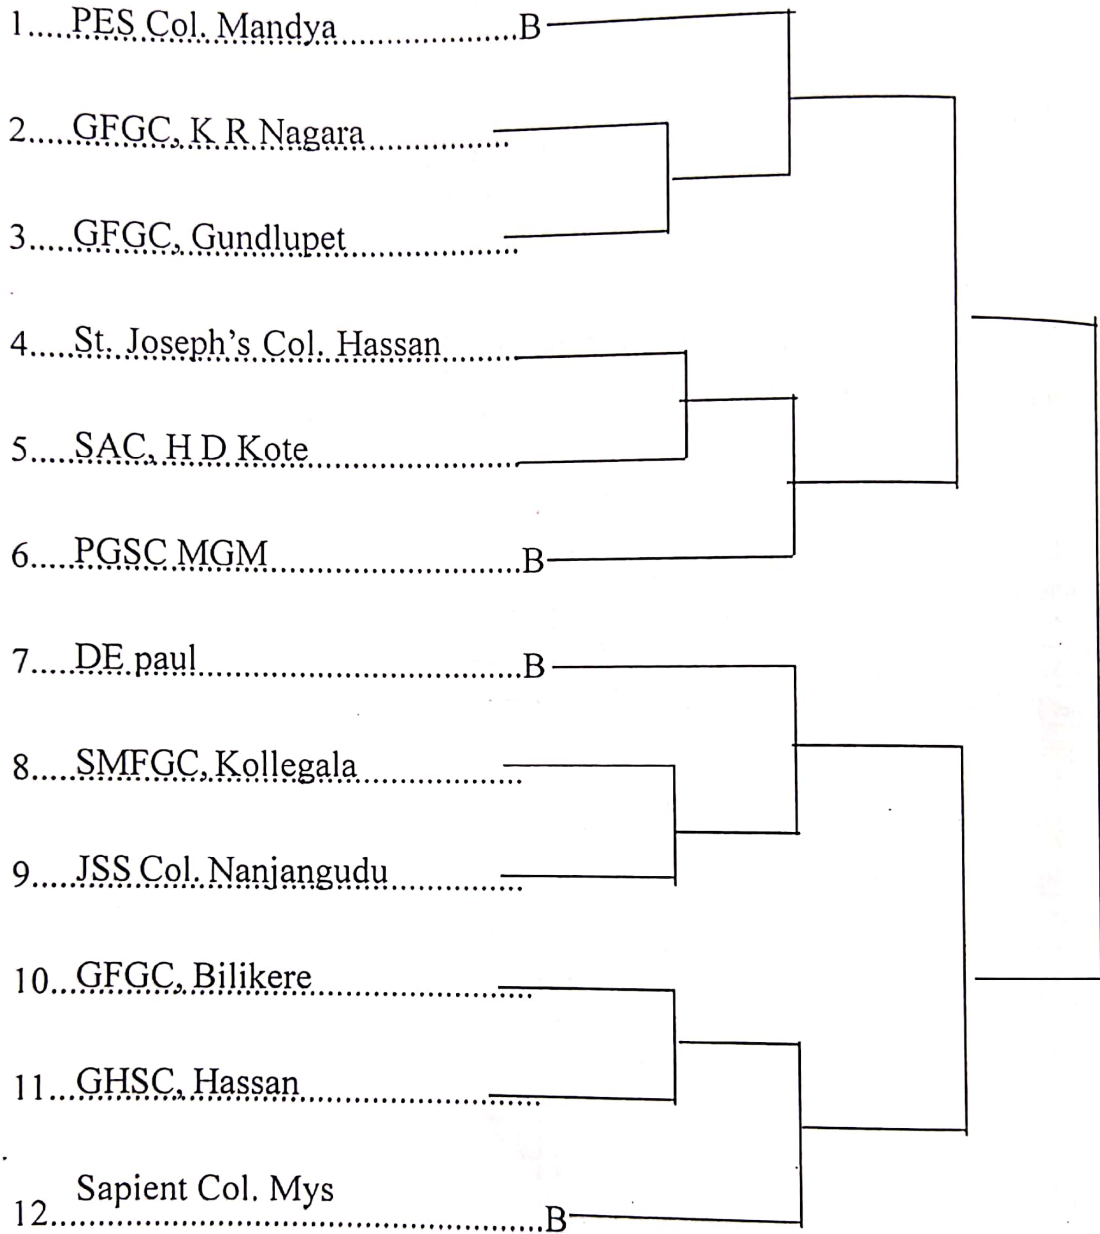 1.....PES Col. Mandya..........................B
2.....GFGC, K R Nagara....................
3.....GFGC, Gundlupet.........................
4.....St. Joseph’s Col. Hassan...........
5.....SAC, H D Kote...............................
6.....PGSC MGM....................................B
7.....DE paul..............................................B
8.....SMFGC, Kollegala........................
9.....JSS Col. Nanjangudu....................
10...GFGC, Bilikere................................
11...GHSC, Hassan...................................
Sapient Col. Mys
12..............................................................B